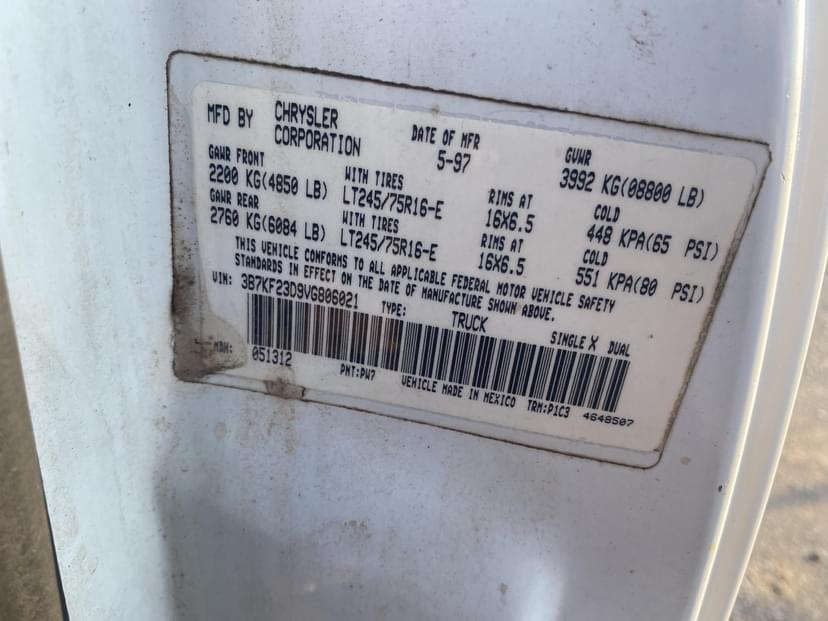 MFD BY CHRYSLER CORPORATION DATE OF MFR 5-97 GVWR 3992 KG(08800 LB)
GAWR FRONT WITH TIRES RIMS AT COLD
2200 KG(4850 LB) LT245/75R16-E 16X6.5 448 KPA(65 PSI)
GAWR REAR WITH TIRES RIMS AT COLD
2760 KG(6084 LB) LT245/75R16-E 16X6.5 551 KPA(80 PSI)
THIS VEHICLE CONFORMS TO ALL APPLICABLE FEDERAL MOTOR VEHICLE SAFETY
STANDARDS IN EFFECT ON THE DATE OF MANUFACTURE SHOWN ABOVE.
VIN: 3B7KF23D9VG806021 TYPE: TRUCK SINGLE X DUAL
MDH: 051312 PNT:PW7 VEHICLE MADE IN MEXICO TRM:P1C3 4648507